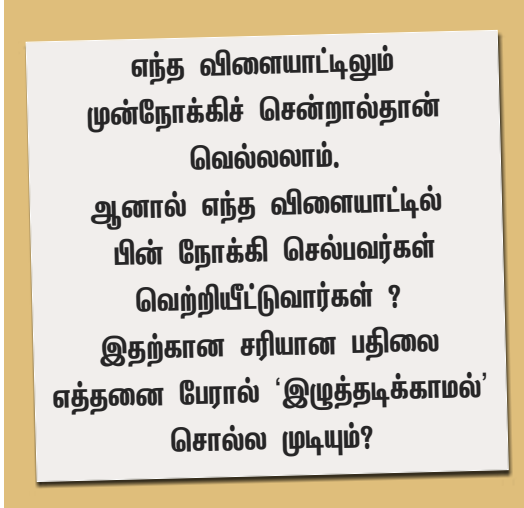 எந்த விளையாட்டிலும்
முன்நோக்கிச் சென்றால்தான்
வெல்லலாம்.
ஆனால் எந்த விளையாட்டில்
பின் நோக்கி செல்பவர்கள்
வெற்றியீட்டுவார்கள் ?
இதற்கான சரியான பதிலை
எத்தனை பேரால் ‘இழுத்தடிக்காமல்’
சொல்ல முடியும்?